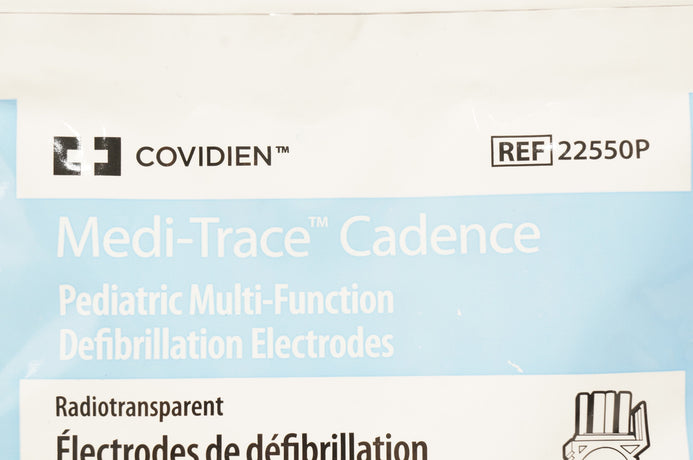 COVIDIEN™
REF 22550P
Medi-Trace™ Cadence
Pediatric Multi-Function
Defibrillation Electrodes
Radiotransparent
Électrodes de défibrillation